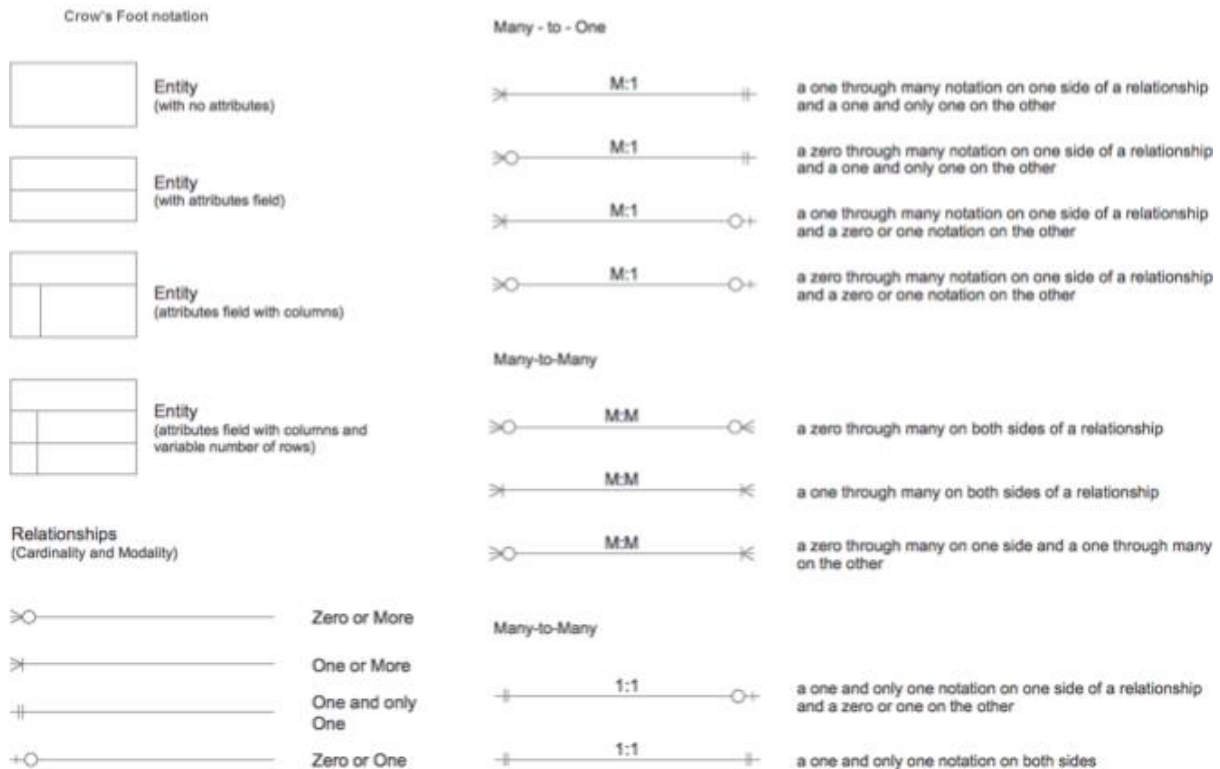 Crow's Foot notation
Entity
(with no attributes)
Entity
(with attributes field)
Entity
(attributes field with columns)
Entity
(attributes field with columns and
variable number of rows)
Relationships
(Cardinality and Modality)
Zero or More
One or More
One and only
One
Zero or One
Many - to - One
M:1
a one through many notation on one side of a relationship
and a one and only one on the other
M:1
a zero through many notation on one side of a relationship
and a one and only one on the other
M:1
a one through many notation on one side of a relationship
and a zero or one notation on the other
M:1
a zero through many notation on one side of a relationship
and a zero or one notation on the other
Many-to-Many
M:M
a zero through many on both sides of a relationship
M:M
a one through many on both sides of a relationship
M:M
a zero through many on one side and a one through many
on the other
Many-to-Many
1:1
a one and only one notation on one side of a relationship
and a zero or one on the other
1:1
a one and only one notation on both sides